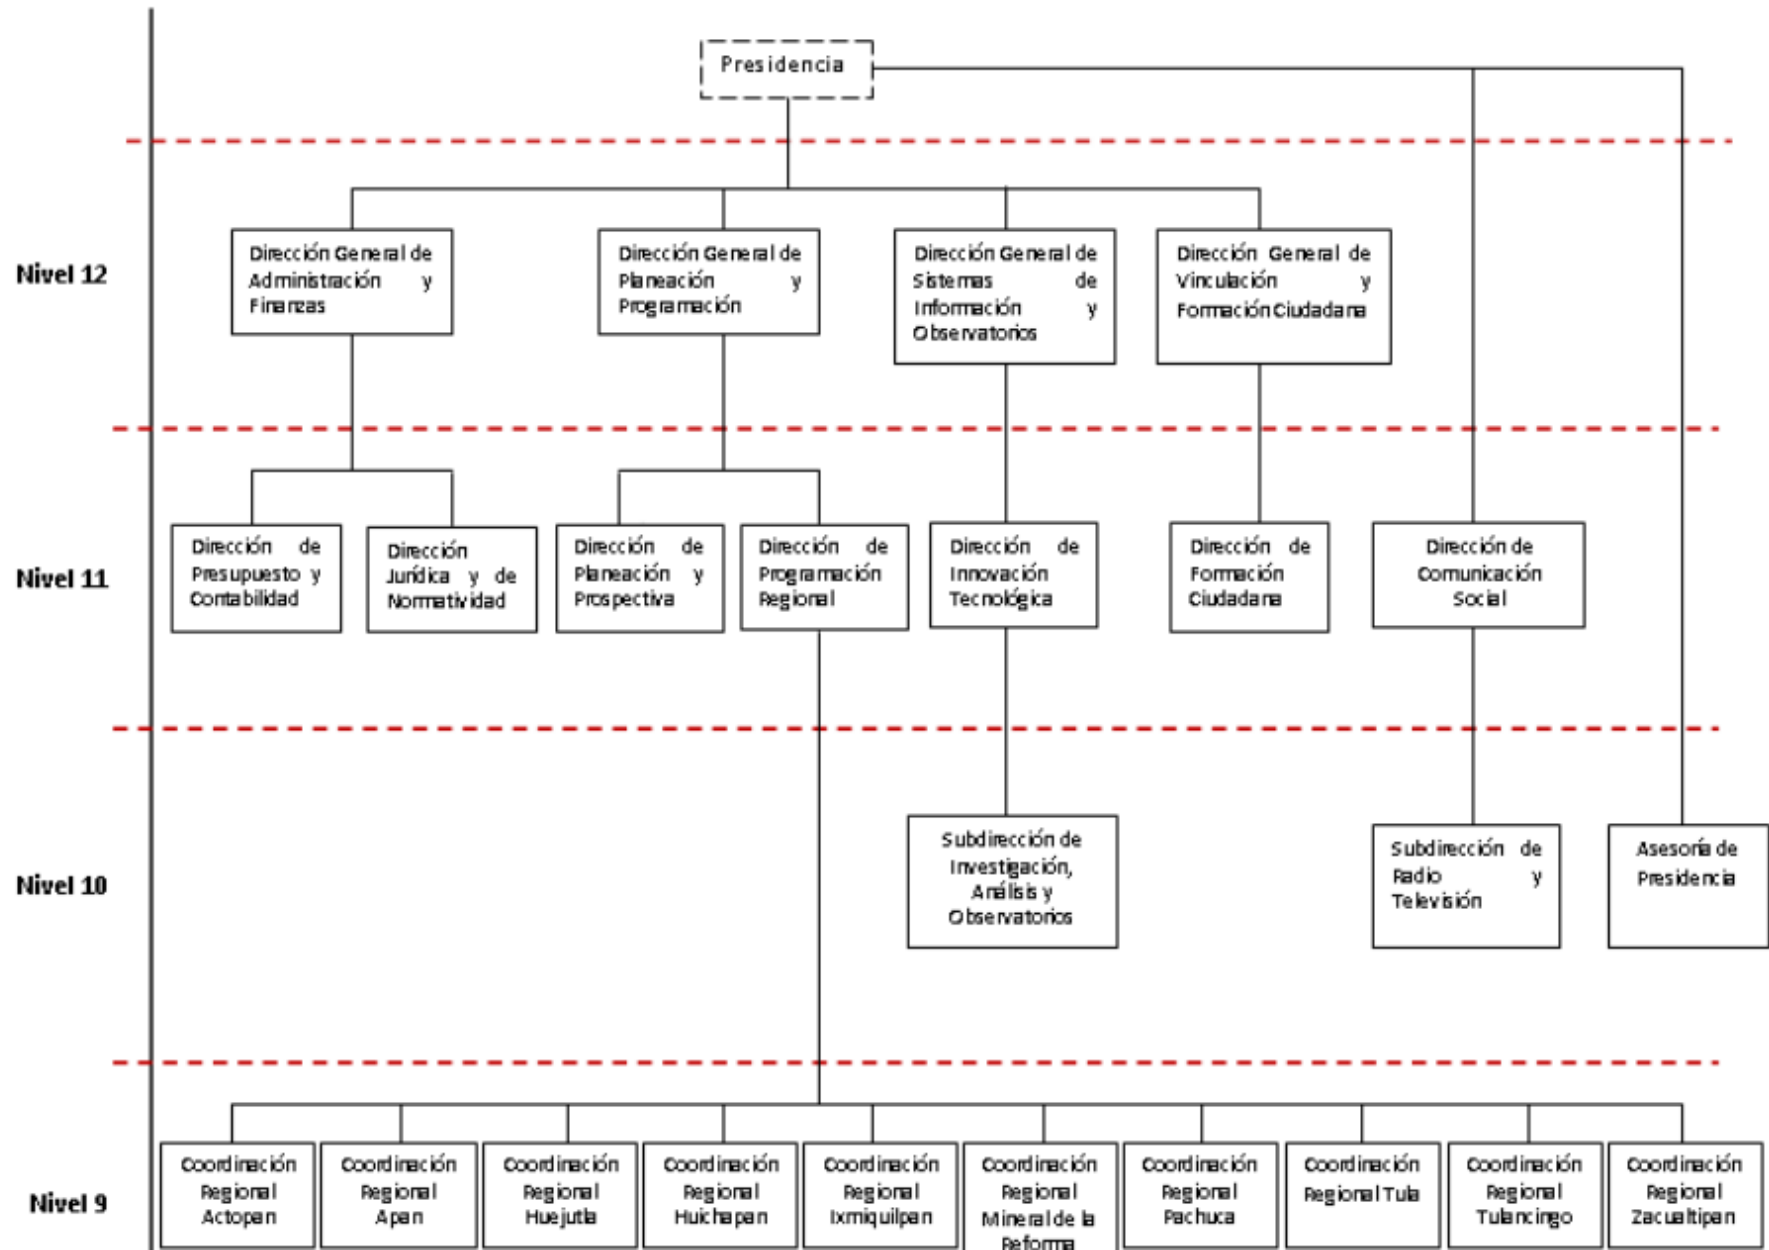 Presidencia
Nivel 12
Dirección General de
Administración y
Finanzas
Dirección General de
Planeación y
Programación
Dirección General de
Sistemas de
Información y
Observatorios
Dirección General de
Vinculación y
Formación Ciudadana
Nivel 11
Dirección de
Presupuesto y
Contabilidad
Dirección
Jurídica y de
Normatividad
Dirección de
Planeación y
Prospectiva
Dirección de
Programación
Regional
Dirección de
Innovación
Tecnológica
Dirección de
Formación
Ciudadana
Dirección de
Comunicación
Social
Nivel 10
Subdirección de
Investigación,
Análisis y
Observatorios
Subdirección de
Radio y
Televisión
Asesoría de
Presidencia
Nivel 9
Coordinación
Regional
Actopan
Coordinación
Regional
Apan
Coordinación
Regional
Huejutla
Coordinación
Regional
Huichapan
Coordinación
Regional
Ixmiquilpan
Coordinación
Regional
Mineral de la
Reforma
Coordinación
Regional
Pachuca
Coordinación
Regional Tula
Coordinación
Regional
Tulancingo
Coordinación
Regional
Zacualtipan